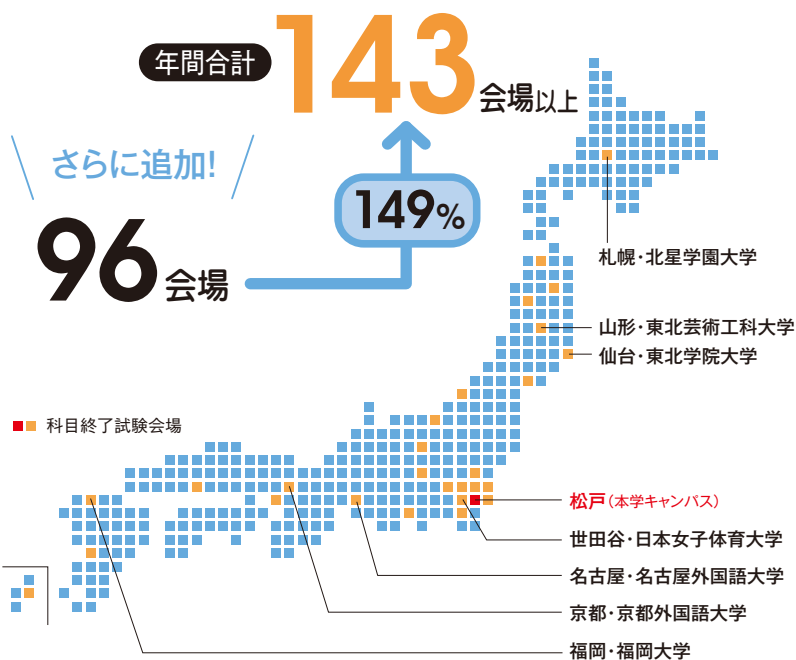 年間合計
143会場以上
さらに追加!
149%
96会場
札幌・北星学園大学
山形・東北芸術工科大学
仙台・東北学院大学
科目終了試験会場
松戸(本学キャンパス)
世田谷・日本女子体育大学
名古屋・名古屋外国語大学
京都・京都外国語大学
福岡・福岡大学